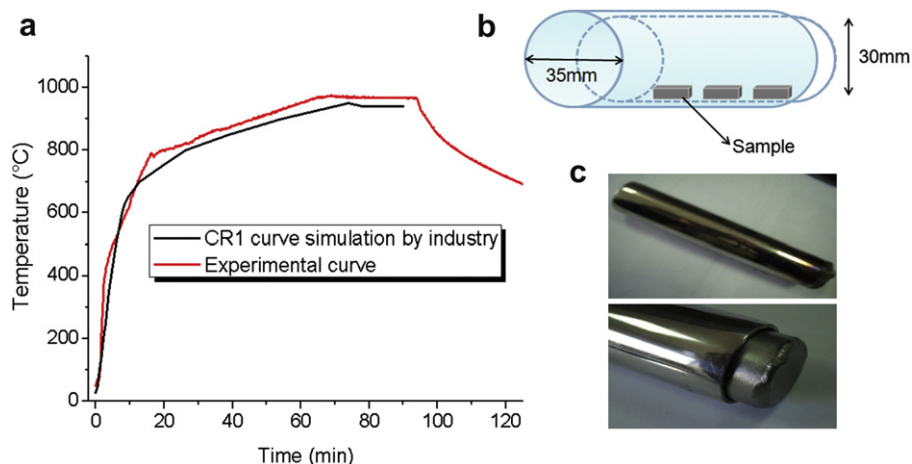 a
Temperature (°C)
1000
800
600
400
200
0
0
20
40
60
80
100
120
Time (min)
CR1 curve simulation by industry
Experimental curve
b
35mm
30mm
Sample
c